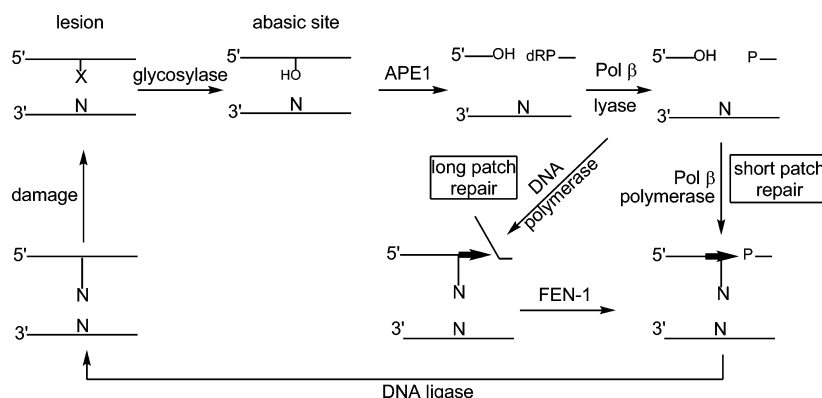 lesion
abasic site
5'
X
N
3'
glycosylase
5'
HO
N
3'
APE1
5'
OH
dRP
N
3'
Pol β
lyase
5'
OH
P
N
3'
damage
long patch
repair
DNA
polymerase
Pol β
polymerase
short patch
repair
5'
N
N
3'
5'
N
N
3'
FEN-1
5'
P
N
N
3'
DNA ligase